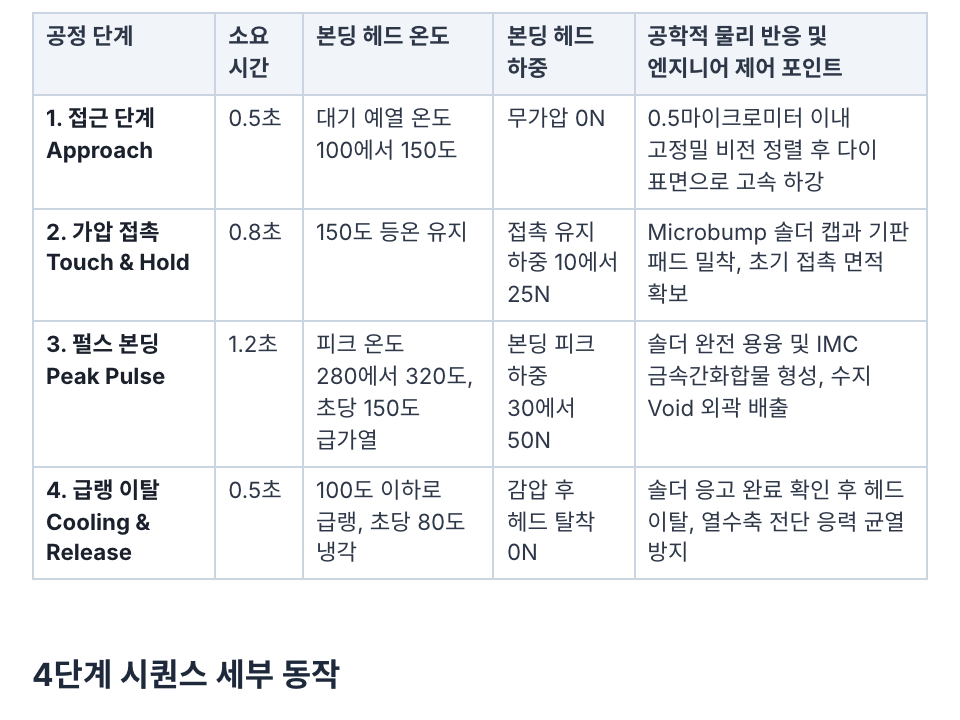 공정 단계
소요
시간
본딩 헤드 온도
본딩 헤드
하중
공학적 물리 반응 및
엔지니어 제어 포인트
1. 접근 단계
Approach
0.5초
대기 예열 온도
100에서 150도
무가압 0N
0.5마이크로미터 이내
고정밀 비전 정렬 후 다이
표면으로 고속 하강
2. 가압 접촉
Touch & Hold
0.8초
150도 등온 유지
접촉 유지
하중 10에서
25N
Microbump 솔더 캡과 기판
패드 밀착, 초기 접촉 면적
확보
3. 펄스 본딩
Peak Pulse
1.2초
피크 온도
280에서 320도,
초당 150도
급가열
본딩 피크
하중
30에서
50N
솔더 완전 용융 및 IMC
금속간화합물 형성, 수지
Void 외곽 배출
4. 급랭 이탈
Cooling &
Release
0.5초
100도 이하로
급랭, 초당 80도
냉각
감압 후
헤드 탈착
0N
솔더 응고 완료 확인 후 헤드
이탈, 열수축 전단 응력 균열
방지
4단계 시퀀스 세부 동작